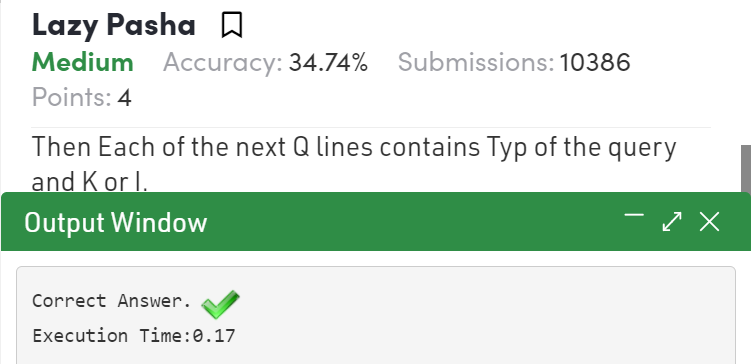 Lazy Pasha
Medium Accuracy: 34.74% Submissions: 10386
Points: 4
Then Each of the next Q lines contains Typ of the query
and K or I.
Output Window
Correct Answer.
Execution Time:0.17